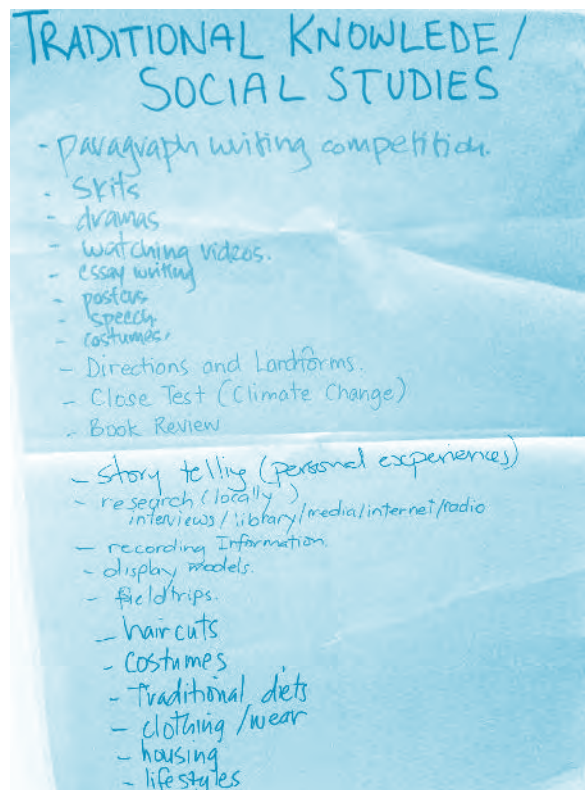 TRADITIONAL KNOWLEDE/
SOCIAL STUDIES
- paragraph writing competition.
- skits
- dramas
- watching videos.
- essay writing
- posters
- speech
- costumes.
- Directions and Landforms.
- Close Test (Climate Change)
- Book Review
- story telling (personal experiences)
- research (locally)
interviews/library/media/internet/radio
- recording Information.
- display models.
- fieldtrips.
- haircuts
- costumes
- Traditional diets
- clothing/wear
- housing
- lifestyles